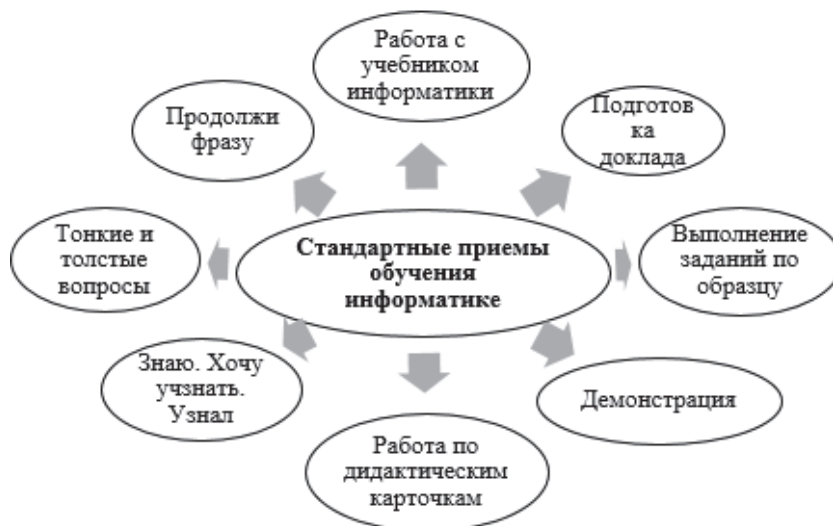 Работа с
учебником
информатики
Подготов
ка
доклада
Выполнение
заданий по
образцу
Демонстрация
Работа по
дидактическим
карточкам
Знаю. Хочу
учзнать.
Узнал
Тонкие и
толстые
вопросы
Продолжи
фразу
Стандартные приемы
обучения
информатике